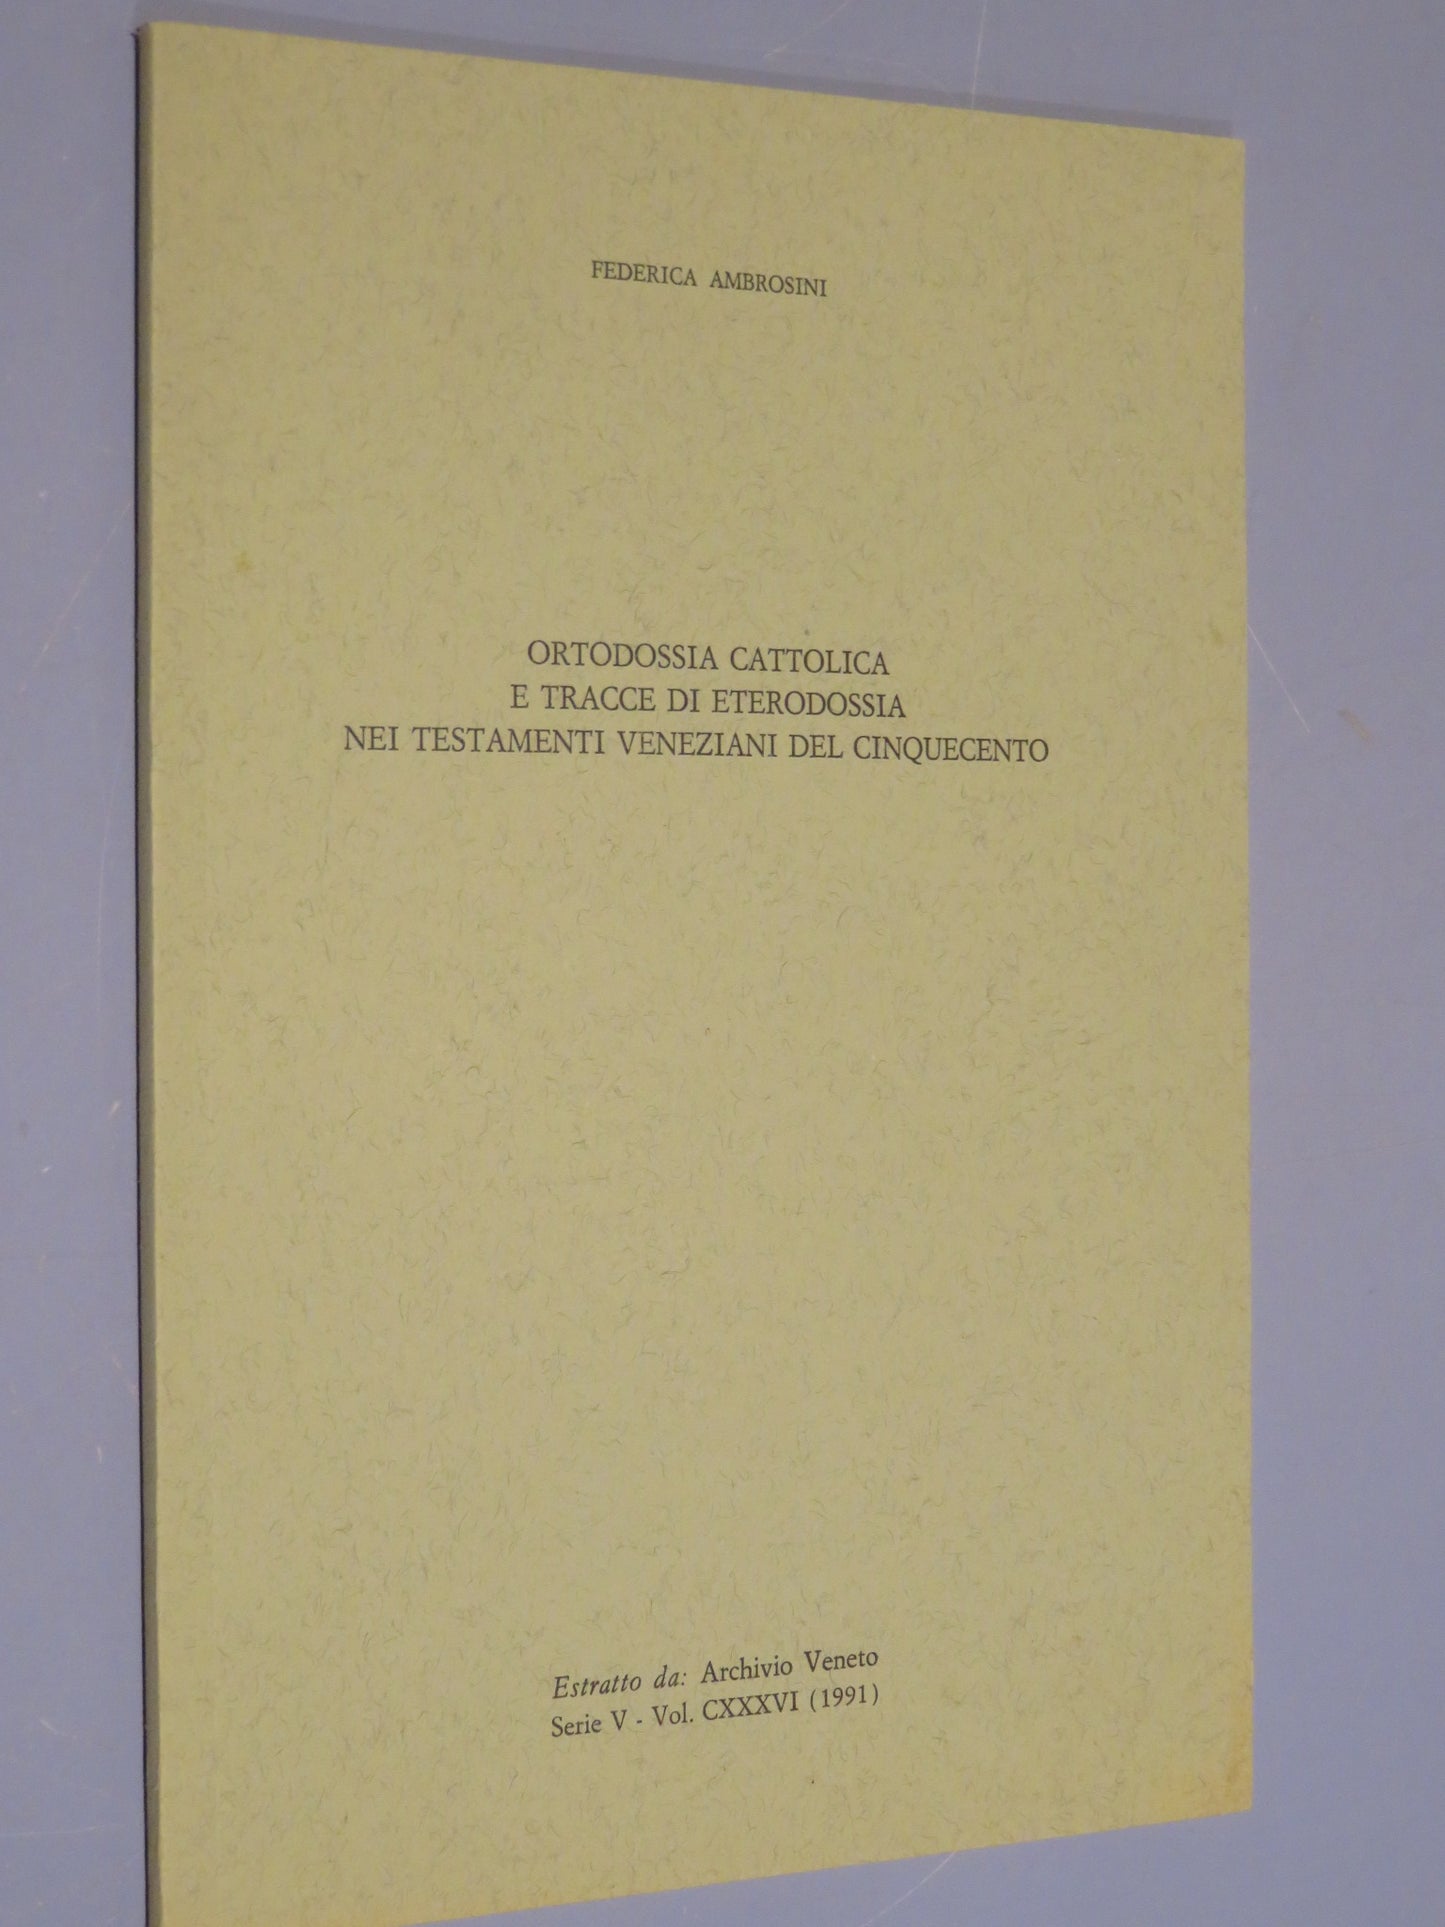 FEDERICA AMBROSINI
ORTODOSSIA CATTOLICA
E TRACCE DI ETERODOSSIA
NEI TESTAMENTI VENEZIANI DEL CINQUECENTO
Estratto da: Archivio Veneto
Serie V - Vol. CXXXVI (1991)